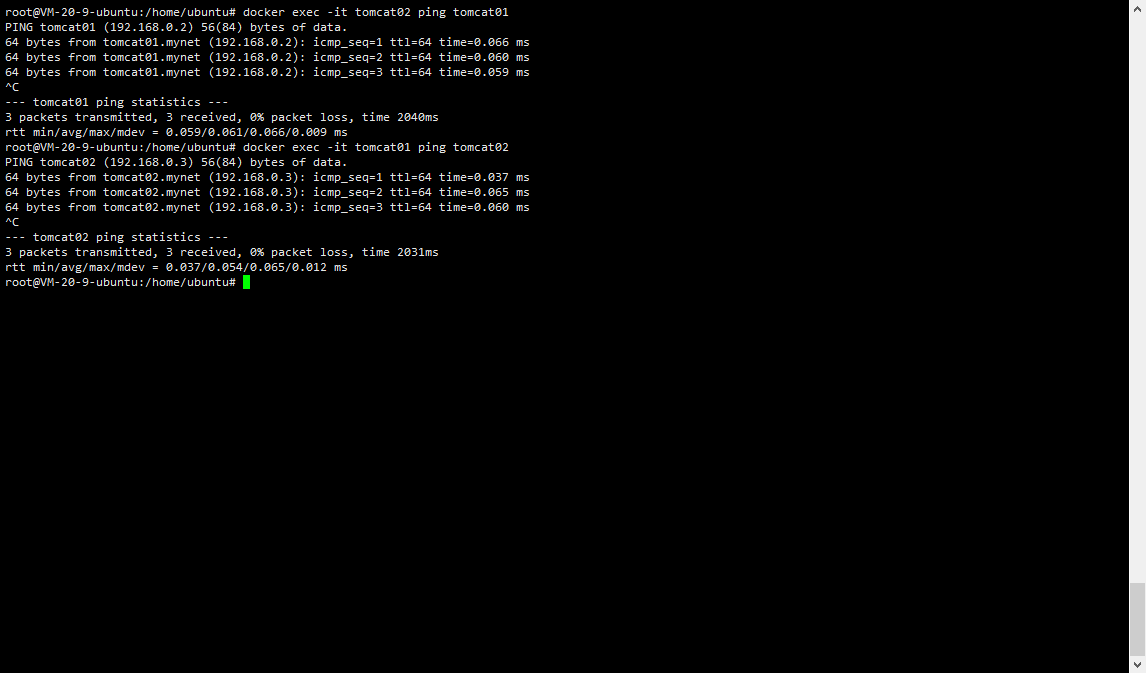 root@VM-20-9-ubuntu:/home/ubuntu# docker exec -it tomcat02 ping tomcat01
PING tomcat01 (192.168.0.2) 56(84) bytes of data.
64 bytes from tomcat01.mynet (192.168.0.2): icmp_seq=1 ttl=64 time=0.066 ms
64 bytes from tomcat01.mynet (192.168.0.2): icmp_seq=2 ttl=64 time=0.060 ms
64 bytes from tomcat01.mynet (192.168.0.2): icmp_seq=3 ttl=64 time=0.059 ms
^C
--- tomcat01 ping statistics ---
3 packets transmitted, 3 received, 0% packet loss, time 2040ms
rtt min/avg/max/mdev = 0.059/0.061/0.066/0.009 ms
root@VM-20-9-ubuntu:/home/ubuntu# docker exec -it tomcat01 ping tomcat02
PING tomcat02 (192.168.0.3) 56(84) bytes of data.
64 bytes from tomcat02.mynet (192.168.0.3): icmp_seq=1 ttl=64 time=0.037 ms
64 bytes from tomcat02.mynet (192.168.0.3): icmp_seq=2 ttl=64 time=0.065 ms
64 bytes from tomcat02.mynet (192.168.0.3): icmp_seq=3 ttl=64 time=0.060 ms
^C
--- tomcat02 ping statistics ---
3 packets transmitted, 3 received, 0% packet loss, time 2031ms
rtt min/avg/max/mdev = 0.037/0.054/0.065/0.012 ms
root@VM-20-9-ubuntu:/home/ubuntu#